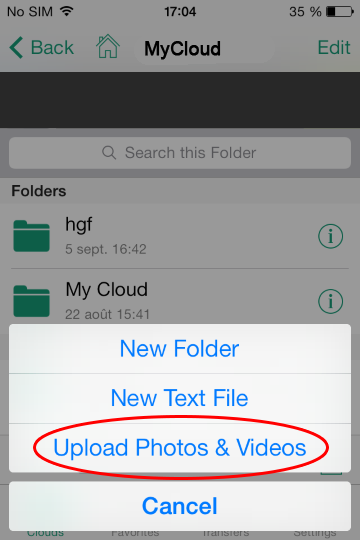 No SIM 17:04 35 %
Back MyCloud Edit
Search this Folder
Folders
hgf
5 sept. 16:42
My Cloud
22 août 15:41
New Folder
New Text File
Upload Photos & Videos
Cancel
Clouds Favorites Transfers Settings